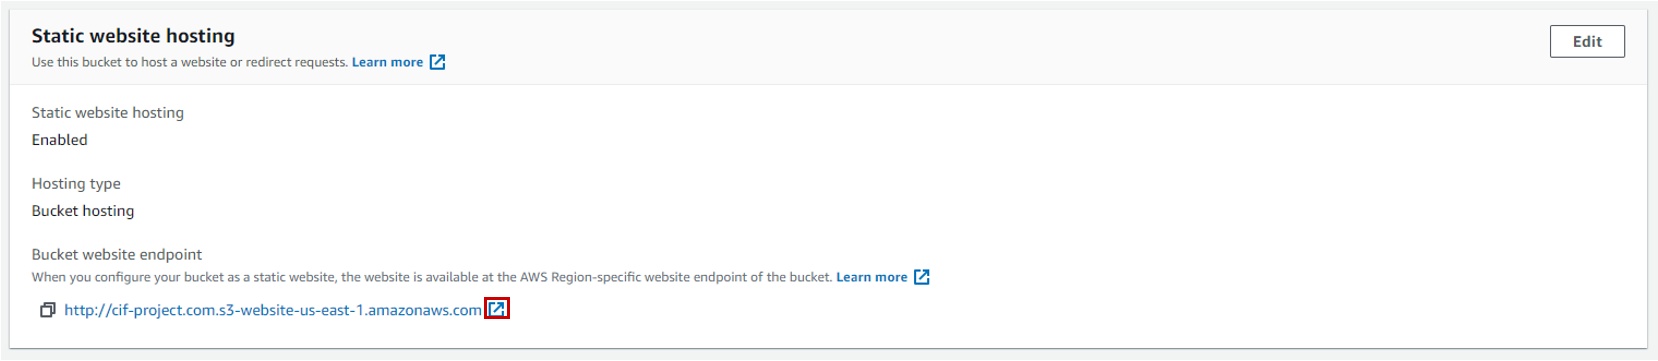 Static website hosting
Edit
Use this bucket to host a website or redirect requests. Learn more
Static website hosting
Enabled
Hosting type
Bucket hosting
Bucket website endpoint
When you configure your bucket as a static website, the website is available at the AWS Region-specific website endpoint of the bucket. Learn more
http://cif-project.com.s3-website-us-east-1.amazonaws.com